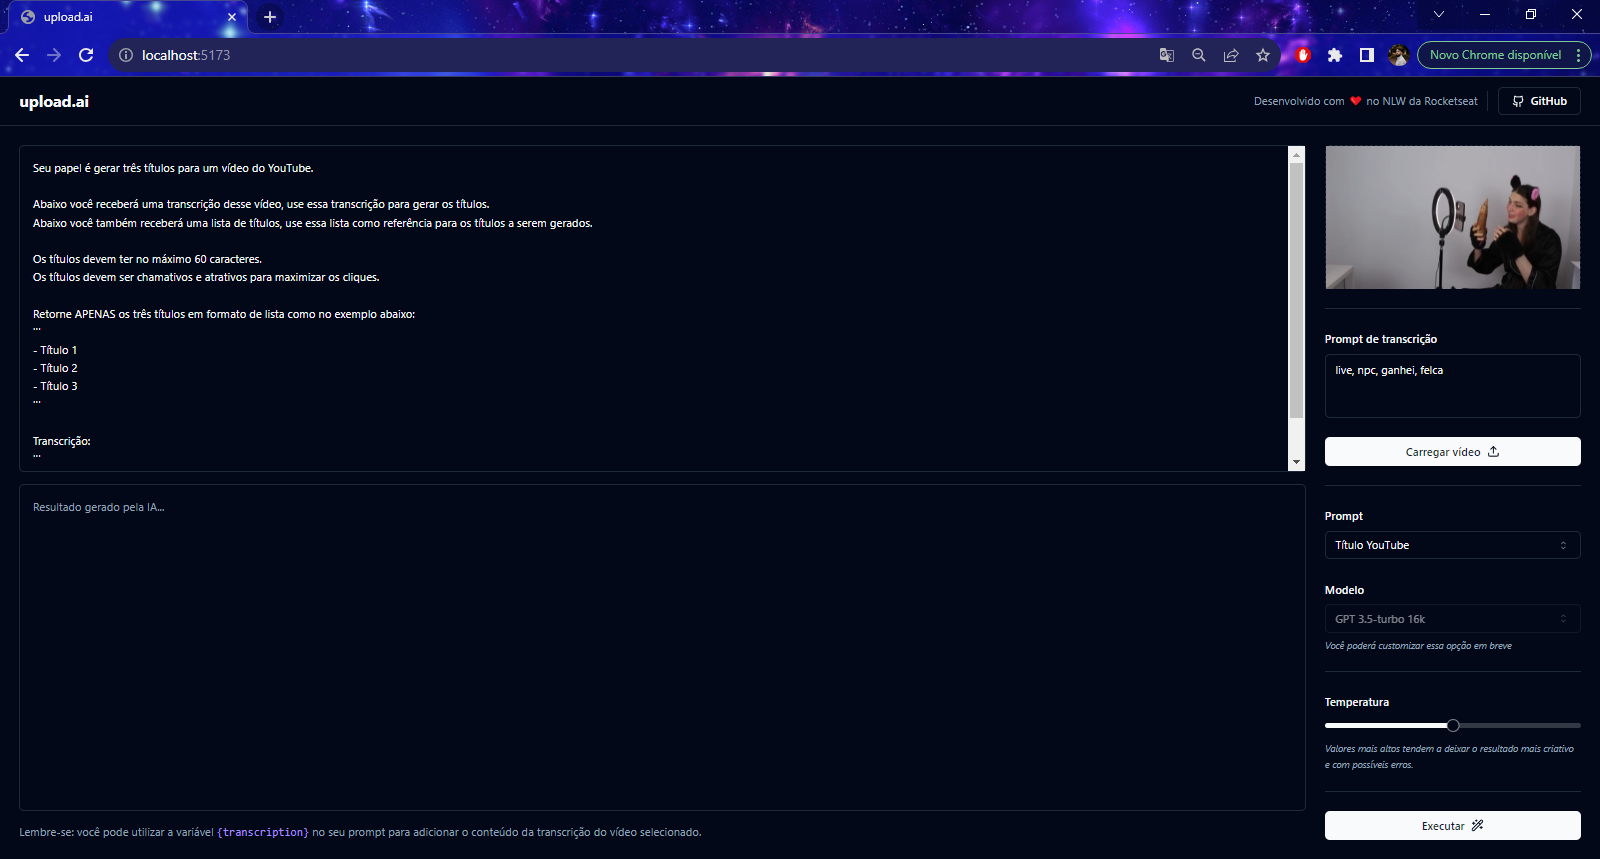 upload.ai
localhost:5173
Novo Chrome disponível
upload.ai
Desenvolvido com ❤ no NLW da Rocketseat
GitHub
Seu papel é gerar três títulos para um vídeo do YouTube.
Abaixo você receberá uma transcrição desse vídeo, use essa transcrição para gerar os títulos.
Abaixo você também receberá uma lista de títulos, use essa lista como referência para os títulos a serem gerados.
Os títulos devem ter no máximo 60 caracteres.
Os títulos devem ser chamativos e atrativos para maximizar os cliques.
Retorne APENAS os três títulos em formato de lista como no exemplo abaixo:
'''
- Título 1
- Título 2
- Título 3
'''
Transcrição:
'''
Resultado gerado pela IA...
Lembre-se: você pode utilizar a variável {transcription} no seu prompt para adicionar o conteúdo da transcrição do vídeo selecionado.
Prompt de transcrição
live, npc, ganhei, felca
Carregar vídeo
Prompt
Título YouTube
Modelo
GPT 3.5-turbo 16k
Você poderá customizar essa opção em breve
Temperatura
Valores mais altos tendem a deixar o resultado mais criativo
e com possíveis erros.
Executar